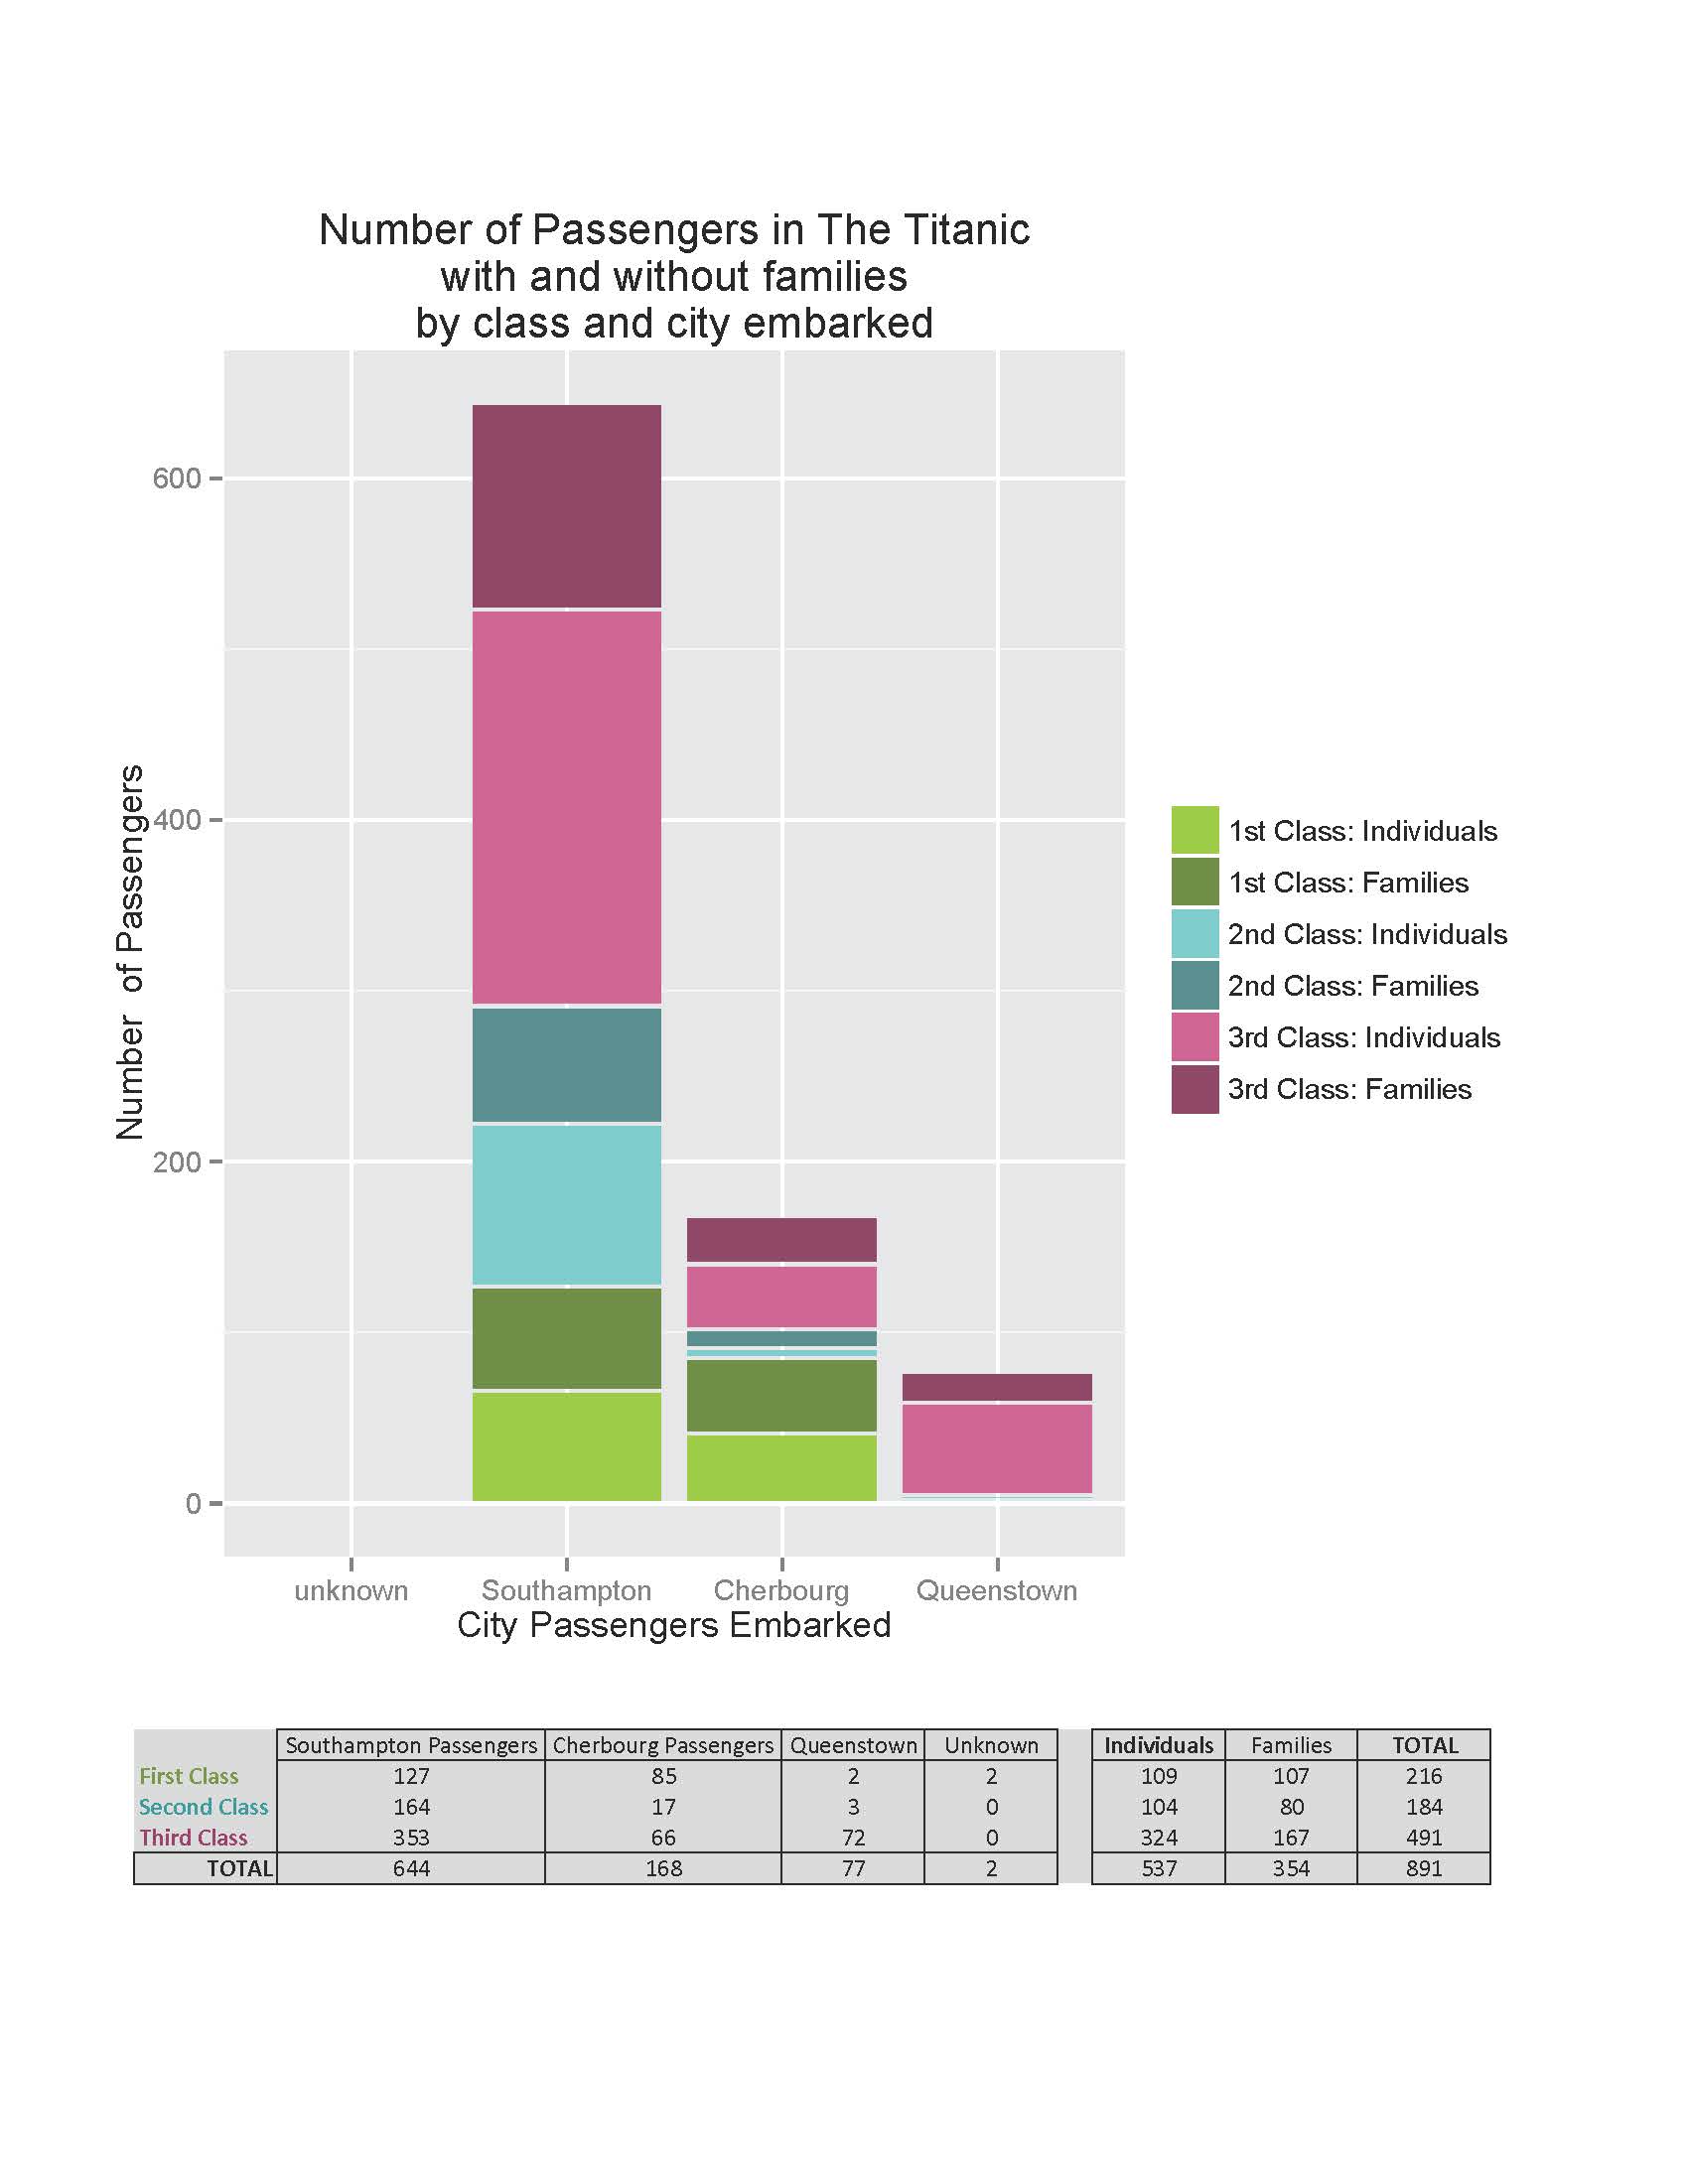 Number of Passengers in The Titanic
with and without families
by class and city embarked
Number of Passengers
600
400
200
0
1st Class: Individuals
1st Class: Families
2nd Class: Individuals
2nd Class: Families
3rd Class: Individuals
3rd Class: Families
unknown Southampton Cherbourg Queenstown
City Passengers Embarked
Southampton Passengers Cherbourg Passengers Queenstown Unknown Individuals Families TOTAL
First Class 127 85 2 2 109 107 216
Second Class 164 17 3 0 104 80 184
Third Class 353 66 72 0 324 167 491
TOTAL 644 168 77 2 537 354 891